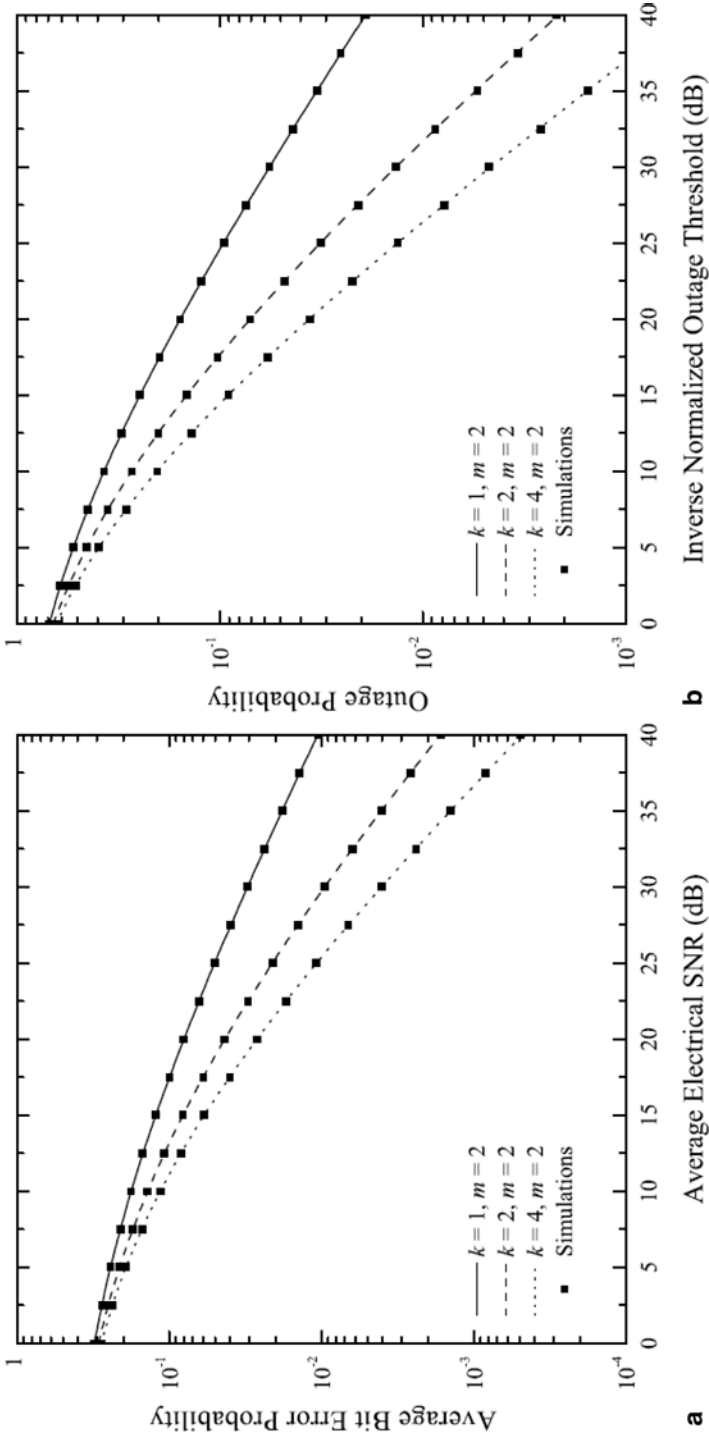 Average Bit Error Probability
1
10⁻¹
10⁻²
10⁻³
10⁻⁴
0 5 10 15 20 25 30 35 40
Average Electrical SNR (dB)
k = 1, m = 2
k = 2, m = 2
k = 4, m = 2
Simulations
a
Outage Probability
1
10⁻¹
10⁻²
10⁻³
0 5 10 15 20 25 30 35 40
Inverse Normalized Outage Threshold (dB)
k = 1, m = 2
k = 2, m = 2
k = 4, m = 2
Simulations
b